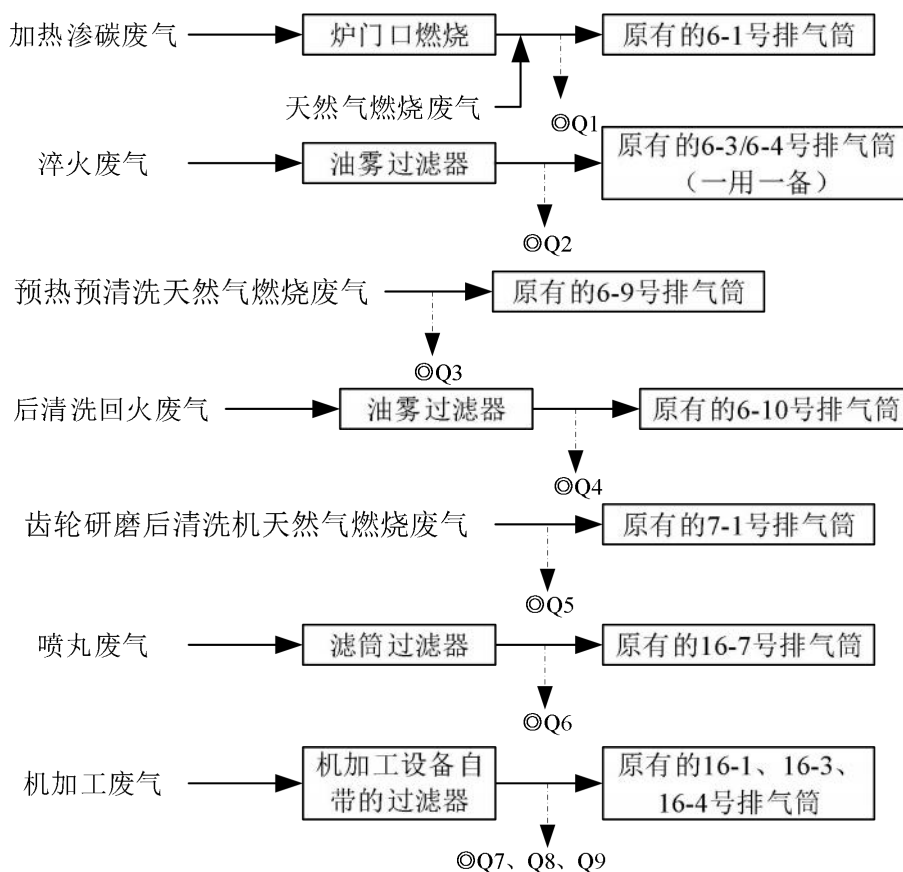 加热渗碳废气 炉门口燃烧 原有的6-1号排气筒
天然气燃烧废气
◎Q1
淬火废气 油雾过滤器 原有的6-3/6-4号排气筒
（一用一备）
◎Q2
预热预清洗天然气燃烧废气 原有的6-9号排气筒
◎Q3
后清洗回火废气 油雾过滤器 原有的6-10号排气筒
◎Q4
齿轮研磨后清洗机天然气燃烧废气 原有的7-1号排气筒
◎Q5
喷丸废气 滤筒过滤器 原有的16-7号排气筒
◎Q6
机加工废气 机加工设备自
带的过滤器 原有的16-1、16-3、
16-4号排气筒
◎Q7、Q8、Q9